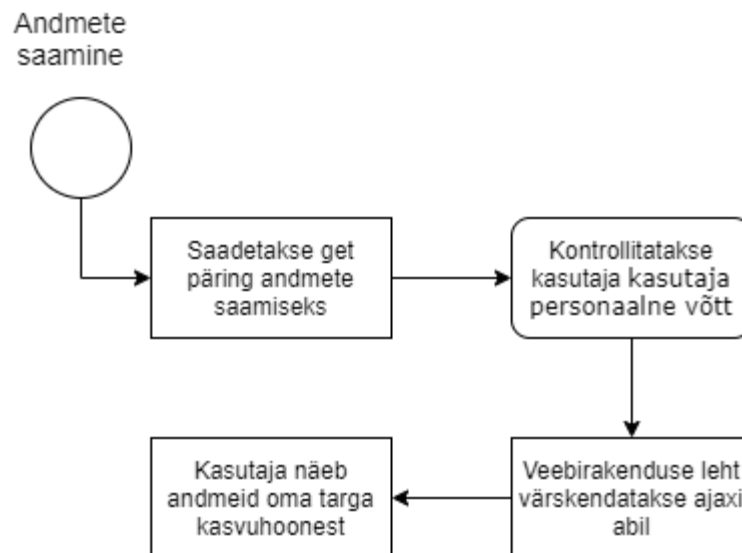 Andmete
saamine
Saadetakse get
päring andmete
saamiseks
Kontrollitatakse
kasutaja kasutaja
personaalne võtt
Veebirakenduse leht
värskendatakse ajaxi
abil
Kasutaja näeb
andmeid oma targa
kasvuhoonest